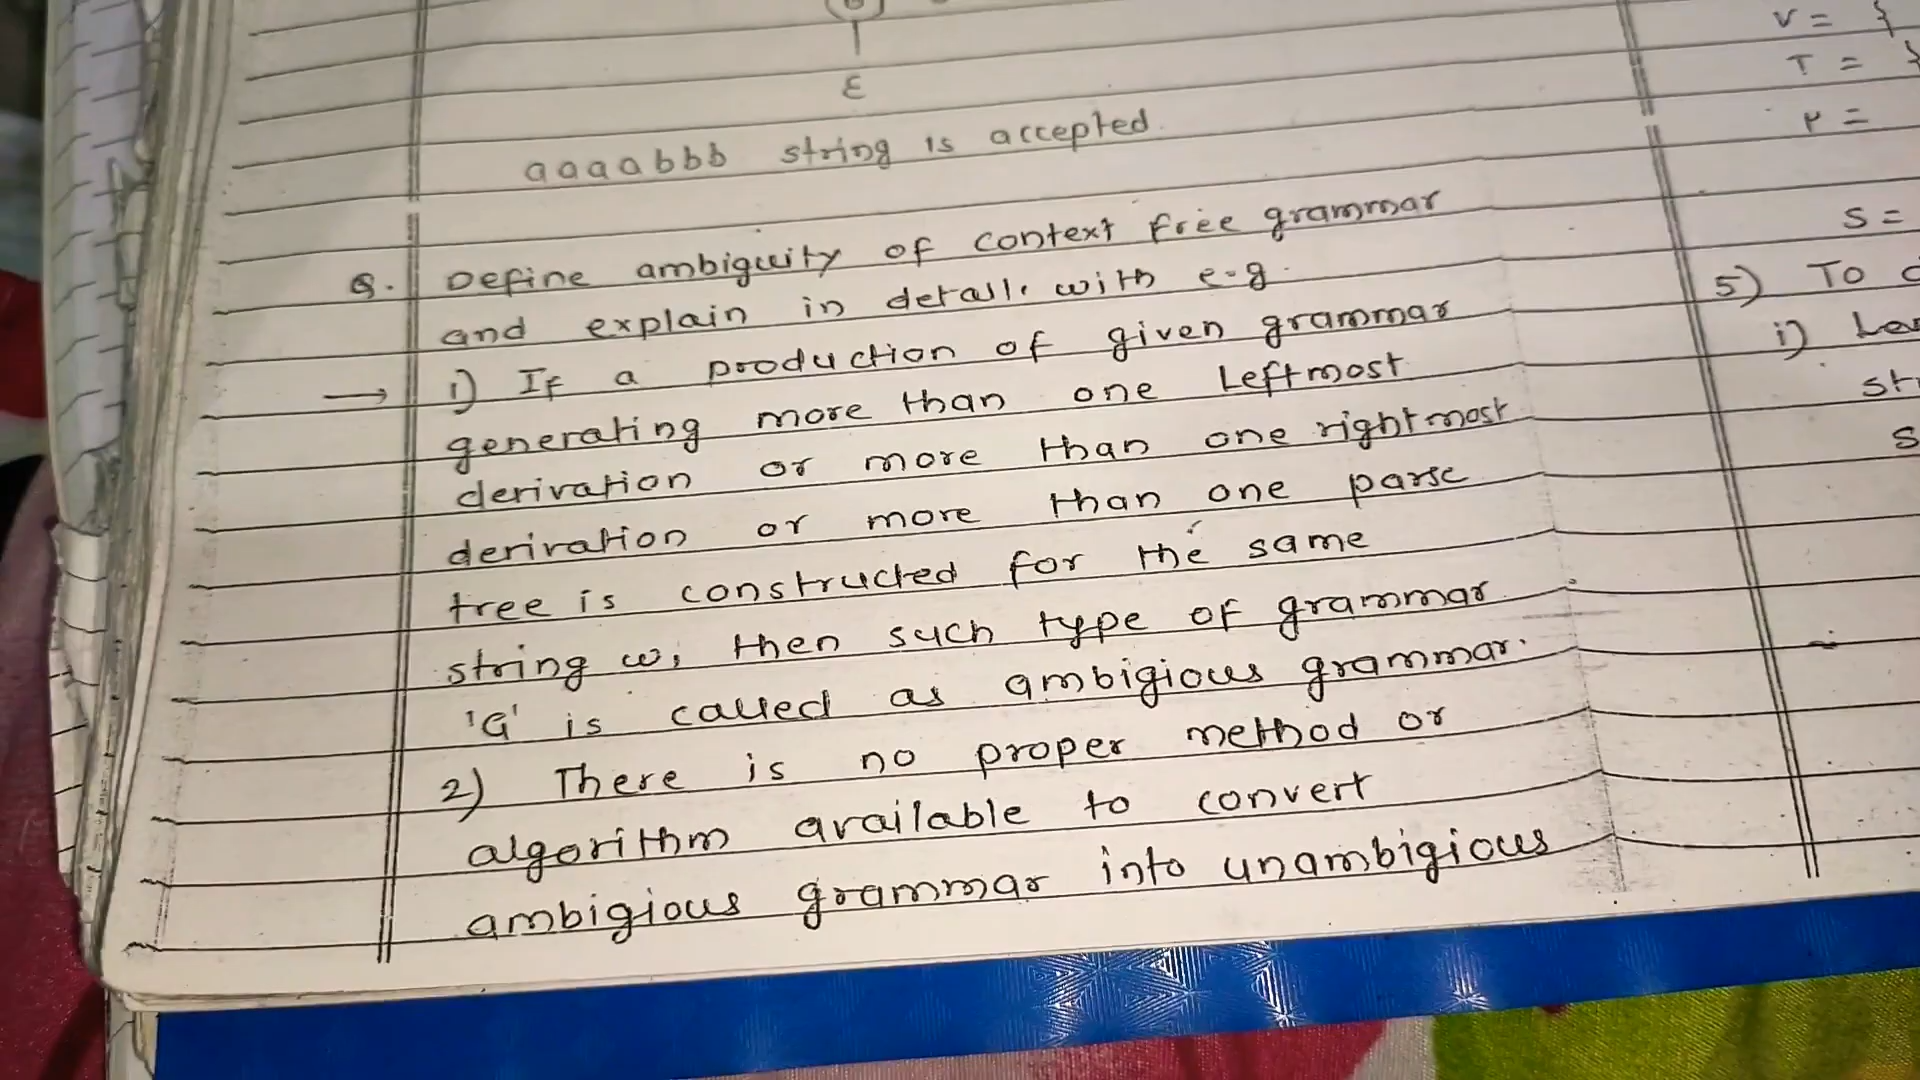 ε
aaaabbb string is accepted.
Q. Define ambiguity of context free grammar
and explain in detail. with e-g.
→ 1) If a production of given grammar
generating more than one Leftmost
derivation or more than one rightmost
derivation or more than one parse
tree is constructed for the same
string w, then such type of grammar
'G' is called as ambigious grammar.
2) There is no proper method or
algorithm available to convert
ambigious grammar into unambigious
V = {
T = {
P =
S =
5) To
i)